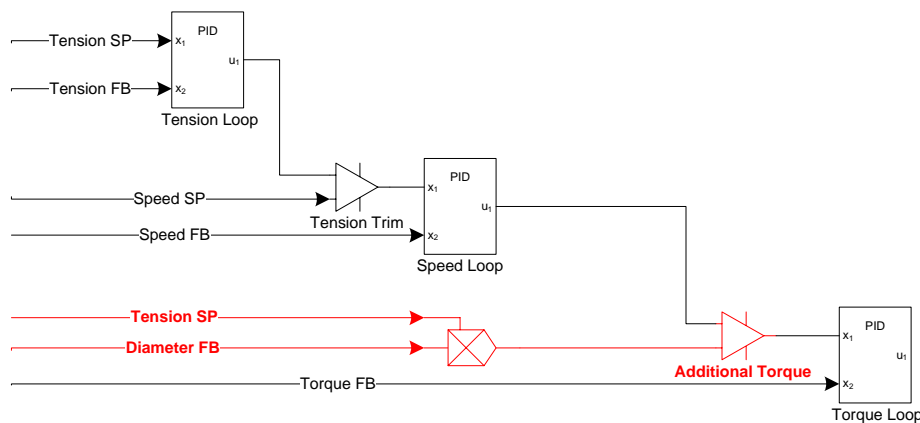 PID
Tension SP
x1
u1
Tension FB
x2
Tension Loop
PID
x1
Speed SP
u1
Tension Trim
Speed FB
x2
Speed Loop
Tension SP
PID
x1
Diameter FB
u1
Additional Torque
Torque FB
x2
Torque Loop